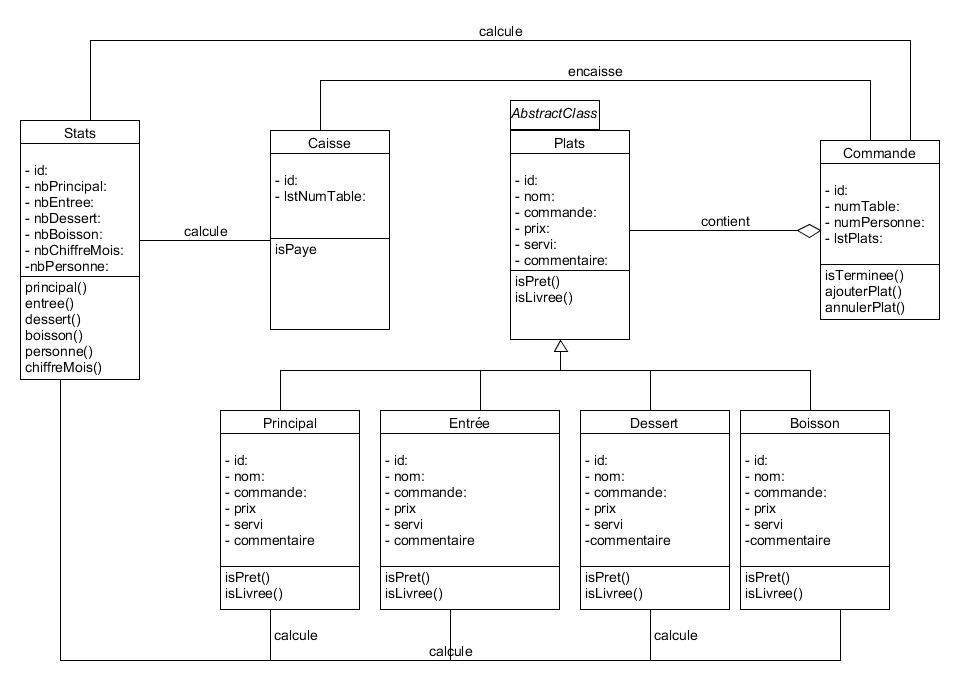 calcule
encaisse
AbstractClass
Stats
- id:
- nbPrincipal:
- nbEntree:
- nbDessert:
- nbBoisson:
- nbChiffreMois:
-nbPersonne:
principal()
entree()
dessert()
boisson()
personne()
chiffreMois()
calcule
Caisse
- id:
- lstNumTable:
isPaye
Plats
- id:
- nom:
- commande:
- prix:
- servi:
- commentaire:
isPret()
isLivree()
contient
Commande
- id:
- numTable:
- numPersonne:
- lstPlats:
isTerminee()
ajouterPlat()
annulerPlat()
Principal
- id:
- nom:
- commande:
- prix
- servi
- commentaire
isPret()
isLivree()
Entrée
- id:
- nom:
- commande:
- prix
- servi
- commentaire
isPret()
isLivree()
Dessert
- id:
- nom:
- commande:
- prix
- servi
-commentaire
isPret()
isLivree()
Boisson
- id:
- nom:
- commande:
- prix
- servi
-commentaire
isPret()
isLivree()
calcule
calcule
calcule